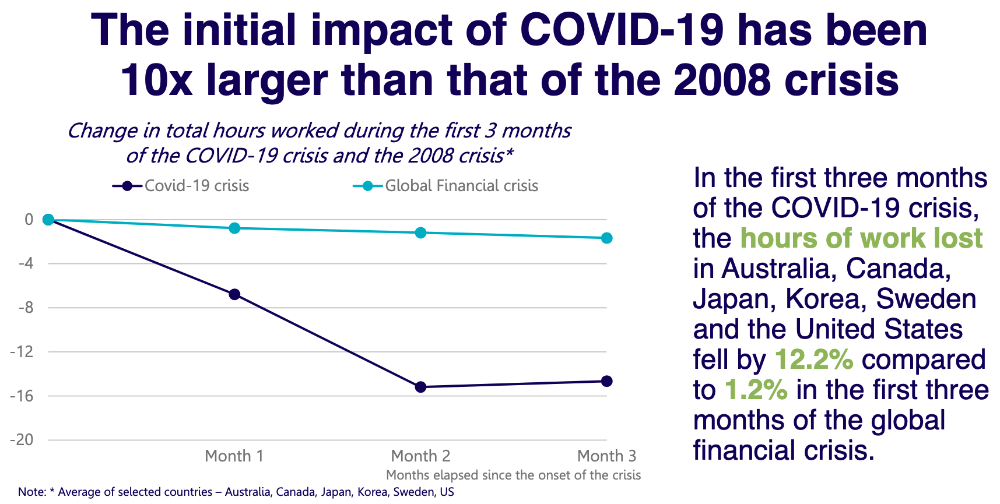 The initial impact of COVID-19 has been
10x larger than that of the 2008 crisis
Change in total hours worked during the first 3 months
of the COVID-19 crisis and the 2008 crisis*
Covid-19 crisis
Global Financial crisis
0
-4
-8
-12
-16
-20
Month 1
Month 2
Month 3
Months elapsed since the onset of the crisis
Note: * Average of selected countries – Australia, Canada, Japan, Korea, Sweden, US
In the first three months
of the COVID-19 crisis,
the hours of work lost
in Australia, Canada,
Japan, Korea, Sweden
and the United States
fell by 12.2% compared
to 1.2% in the first three
months of the global
financial crisis.